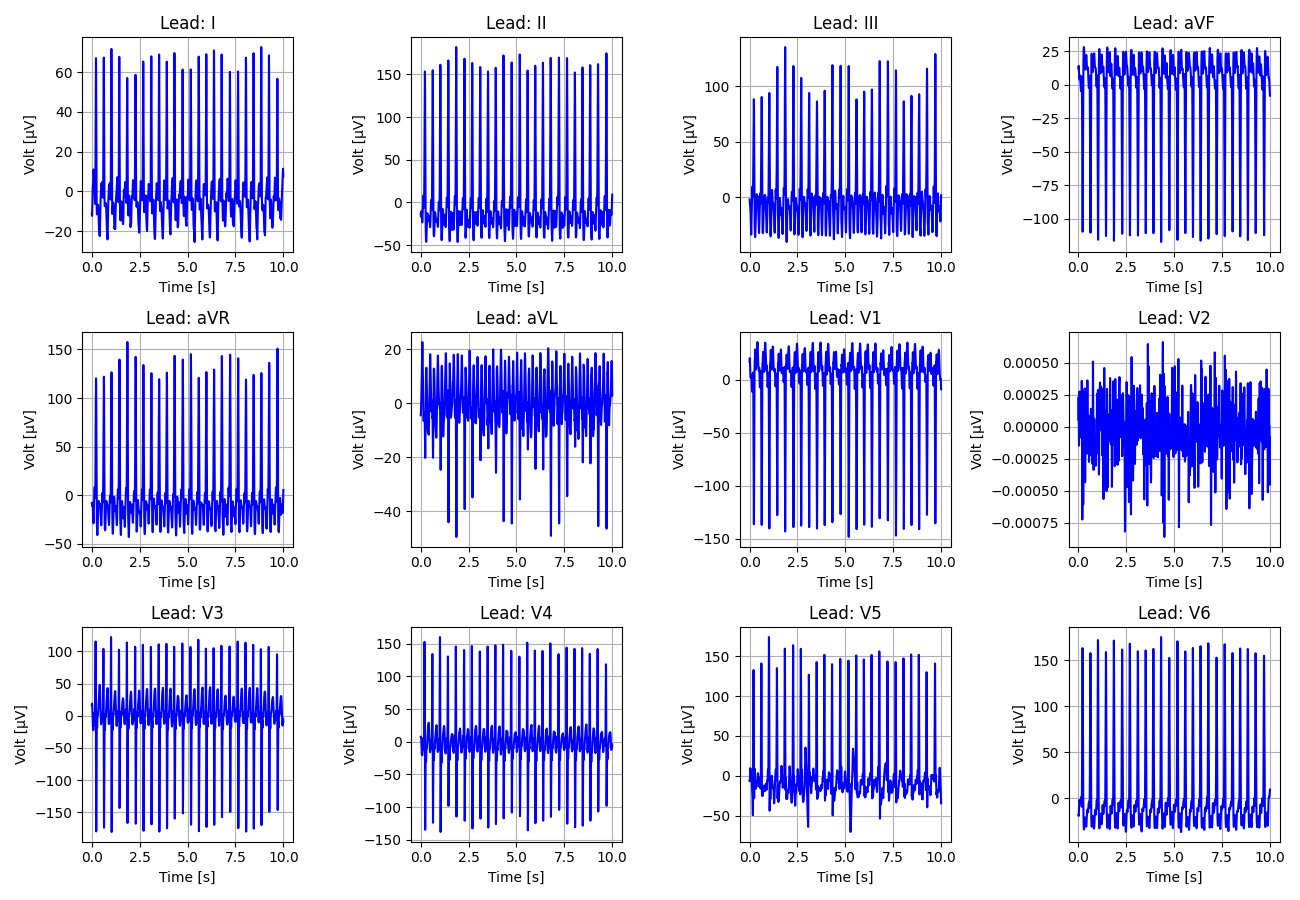 Lead: I
Volt [µV]
60
40
20
0
−20
0.0 2.5 5.0 7.5 10.0
Time [s]
Lead: II
Volt [µV]
150
100
50
0
−50
0.0 2.5 5.0 7.5 10.0
Time [s]
Lead: III
Volt [µV]
100
50
0
0.0 2.5 5.0 7.5 10.0
Time [s]
Lead: aVF
Volt [µV]
25
0
−25
−50
−75
−100
0.0 2.5 5.0 7.5 10.0
Time [s]
Lead: aVR
Volt [µV]
150
100
50
0
−50
0.0 2.5 5.0 7.5 10.0
Time [s]
Lead: aVL
Volt [µV]
20
0
−20
−40
0.0 2.5 5.0 7.5 10.0
Time [s]
Lead: V1
Volt [µV]
0
−50
−100
−150
0.0 2.5 5.0 7.5 10.0
Time [s]
Lead: V2
Volt [µV]
0.00050
0.00025
0.00000
−0.00025
−0.00050
−0.00075
0.0 2.5 5.0 7.5 10.0
Time [s]
Lead: V3
Volt [µV]
100
50
0
−50
−100
−150
0.0 2.5 5.0 7.5 10.0
Time [s]
Lead: V4
Volt [µV]
150
100
50
0
−50
−100
−150
0.0 2.5 5.0 7.5 10.0
Time [s]
Lead: V5
Volt [µV]
150
100
50
0
−50
0.0 2.5 5.0 7.5 10.0
Time [s]
Lead: V6
Volt [µV]
150
100
50
0
0.0 2.5 5.0 7.5 10.0
Time [s]